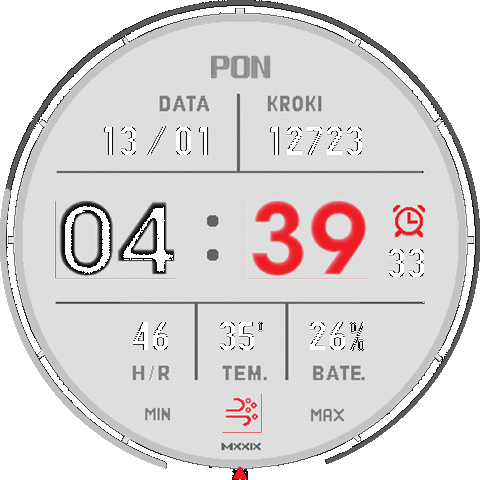 PON
DATA KROKI
13 / 01 12723
04 : 39
33
46 35° 26%
H/R TEM. BATE.
MIN MAX
MXXIX